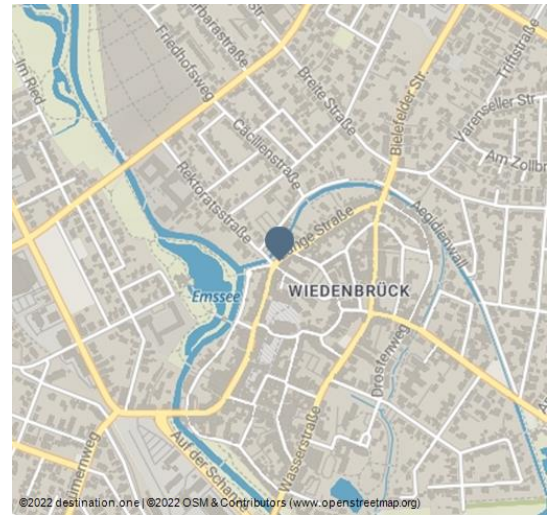 Im Ried
Friedhofsweg
Breite Straße
Triftstraße
Cäcilienstraße
Bielefelder Str.
Varenseller Str
Rektoratsstraße
Am Zollbr
Lange Straße
Aegidienwall
Emssee
WIEDENBRÜCK
Drostenweg
Wasserstraße
Auf der Schan
©2022 destination.one | ©2022 OSM & Contributors (www.openstreetmap.org)